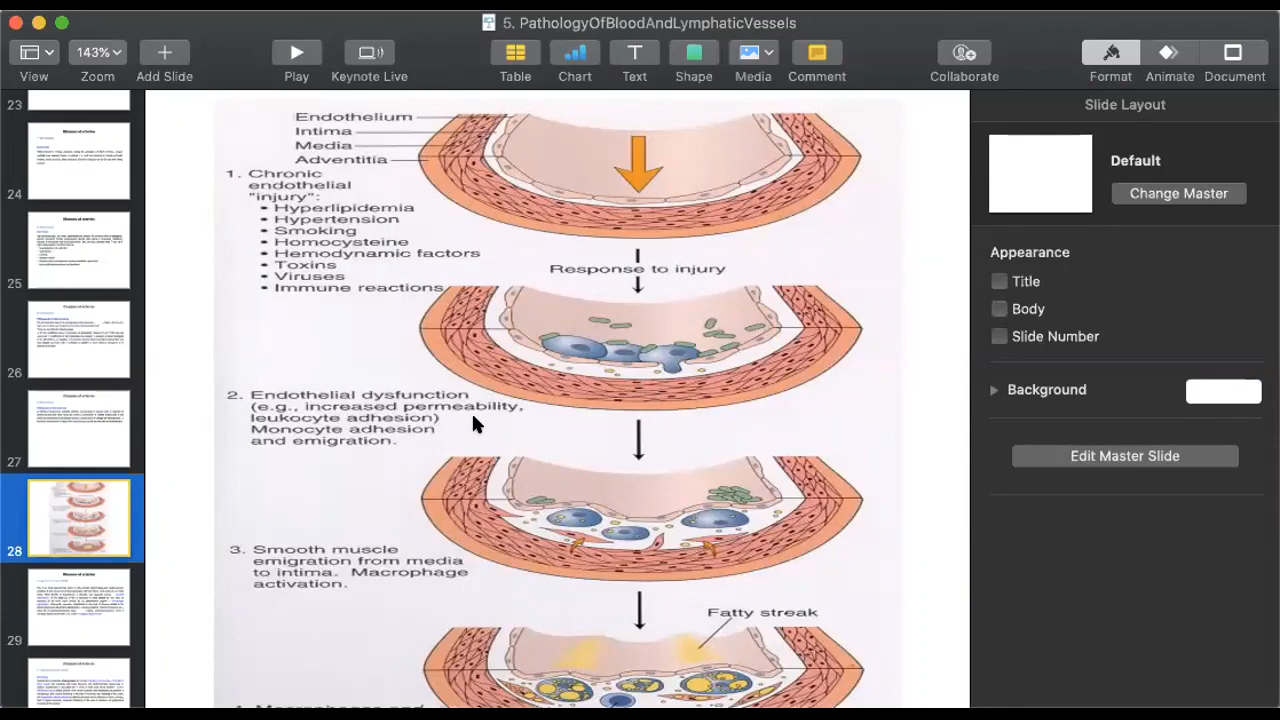 5. PathologyOfBloodAndLymphaticVessels
143%
View
Zoom
Add Slide
Play
Keynote Live
Table
Chart
Text
Shape
Media
Comment
Collaborate
Format
Animate
Document
23
24
25
26
27
28
29
Endothelium
Intima
Media
Adventitia
1. Chronic
endothelial
"injury":
• Hyperlipidemia
• Hypertension
• Smoking
• Homocysteine
• Hemodynamic factors
• Toxins
• Viruses
• Immune reactions
Response to injury
2. Endothelial dysfunction
(e.g., increased permeability,
leukocyte adhesion)
Monocyte adhesion
and emigration.
3. Smooth muscle
emigration from media
to intima. Macrophage
activation.
Fatty streak
Slide Layout
Default
Change Master
Appearance
Title
Body
Slide Number
Background
Edit Master Slide